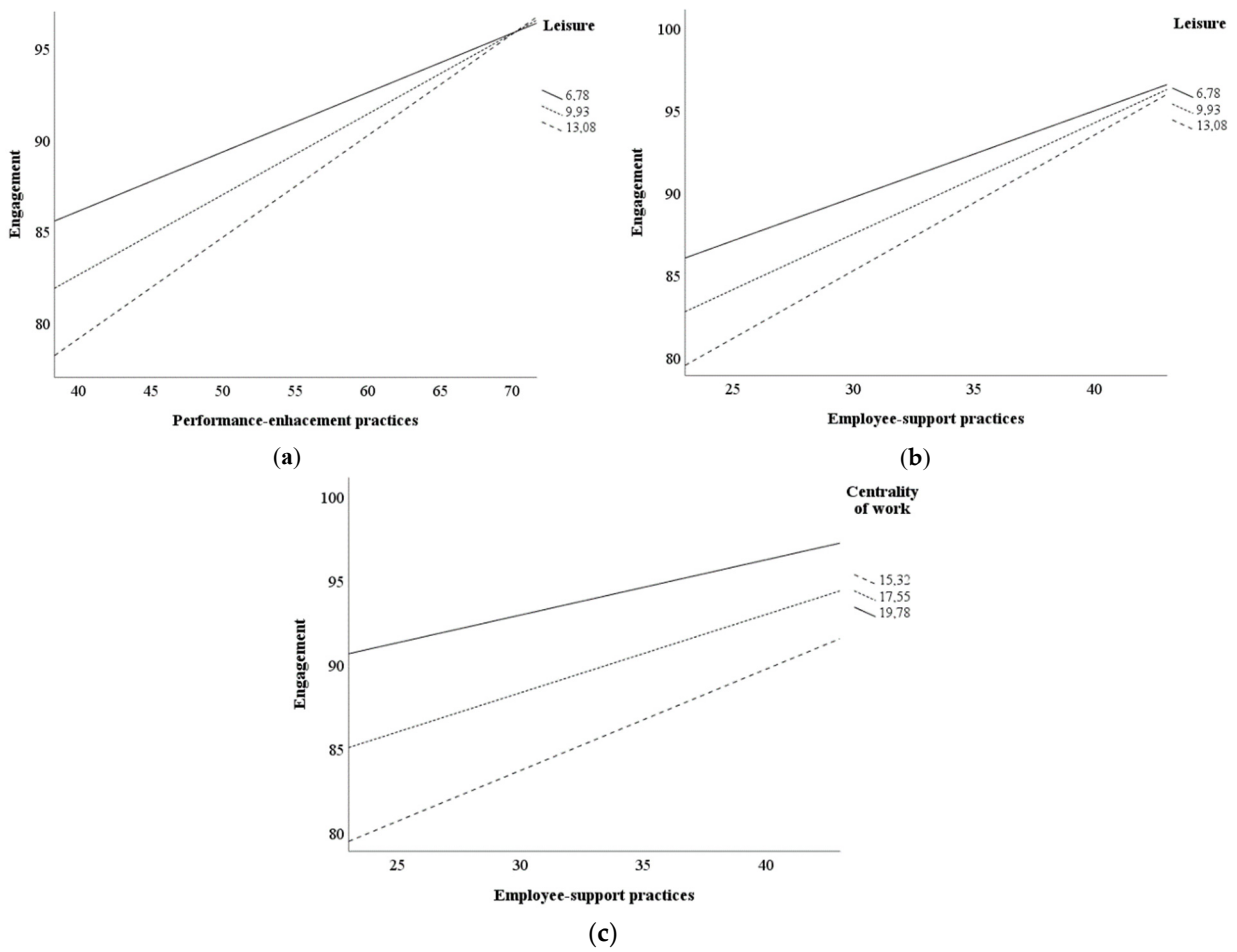 Leisure
95
6,78
9,93
13,08
90
Engagement
85
80
40 45 50 55 60 65 70
Performance-enhacement practices
(a)
Leisure
100
95
6,78
9,93
13,08
90
Engagement
85
80
25 30 35 40
Employee-support practices
(b)
Centrality
of work
100
95
15,32
17,55
19,78
90
Engagement
85
80
25 30 35 40
Employee-support practices
(c)